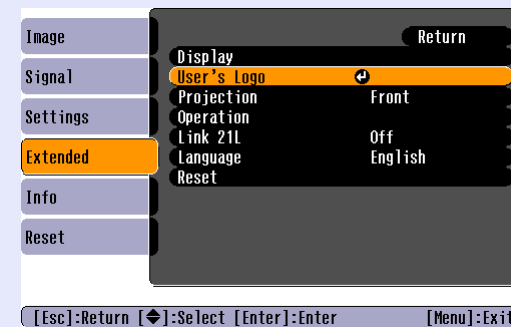 Image
Signal
Settings
Extended
Info
Reset
Return
Display
User's Logo
Projection Front
Operation
Link 21L Off
Language English
Reset
[Esc]:Return [◆]:Select [Enter]:Enter [Menu]:Exit